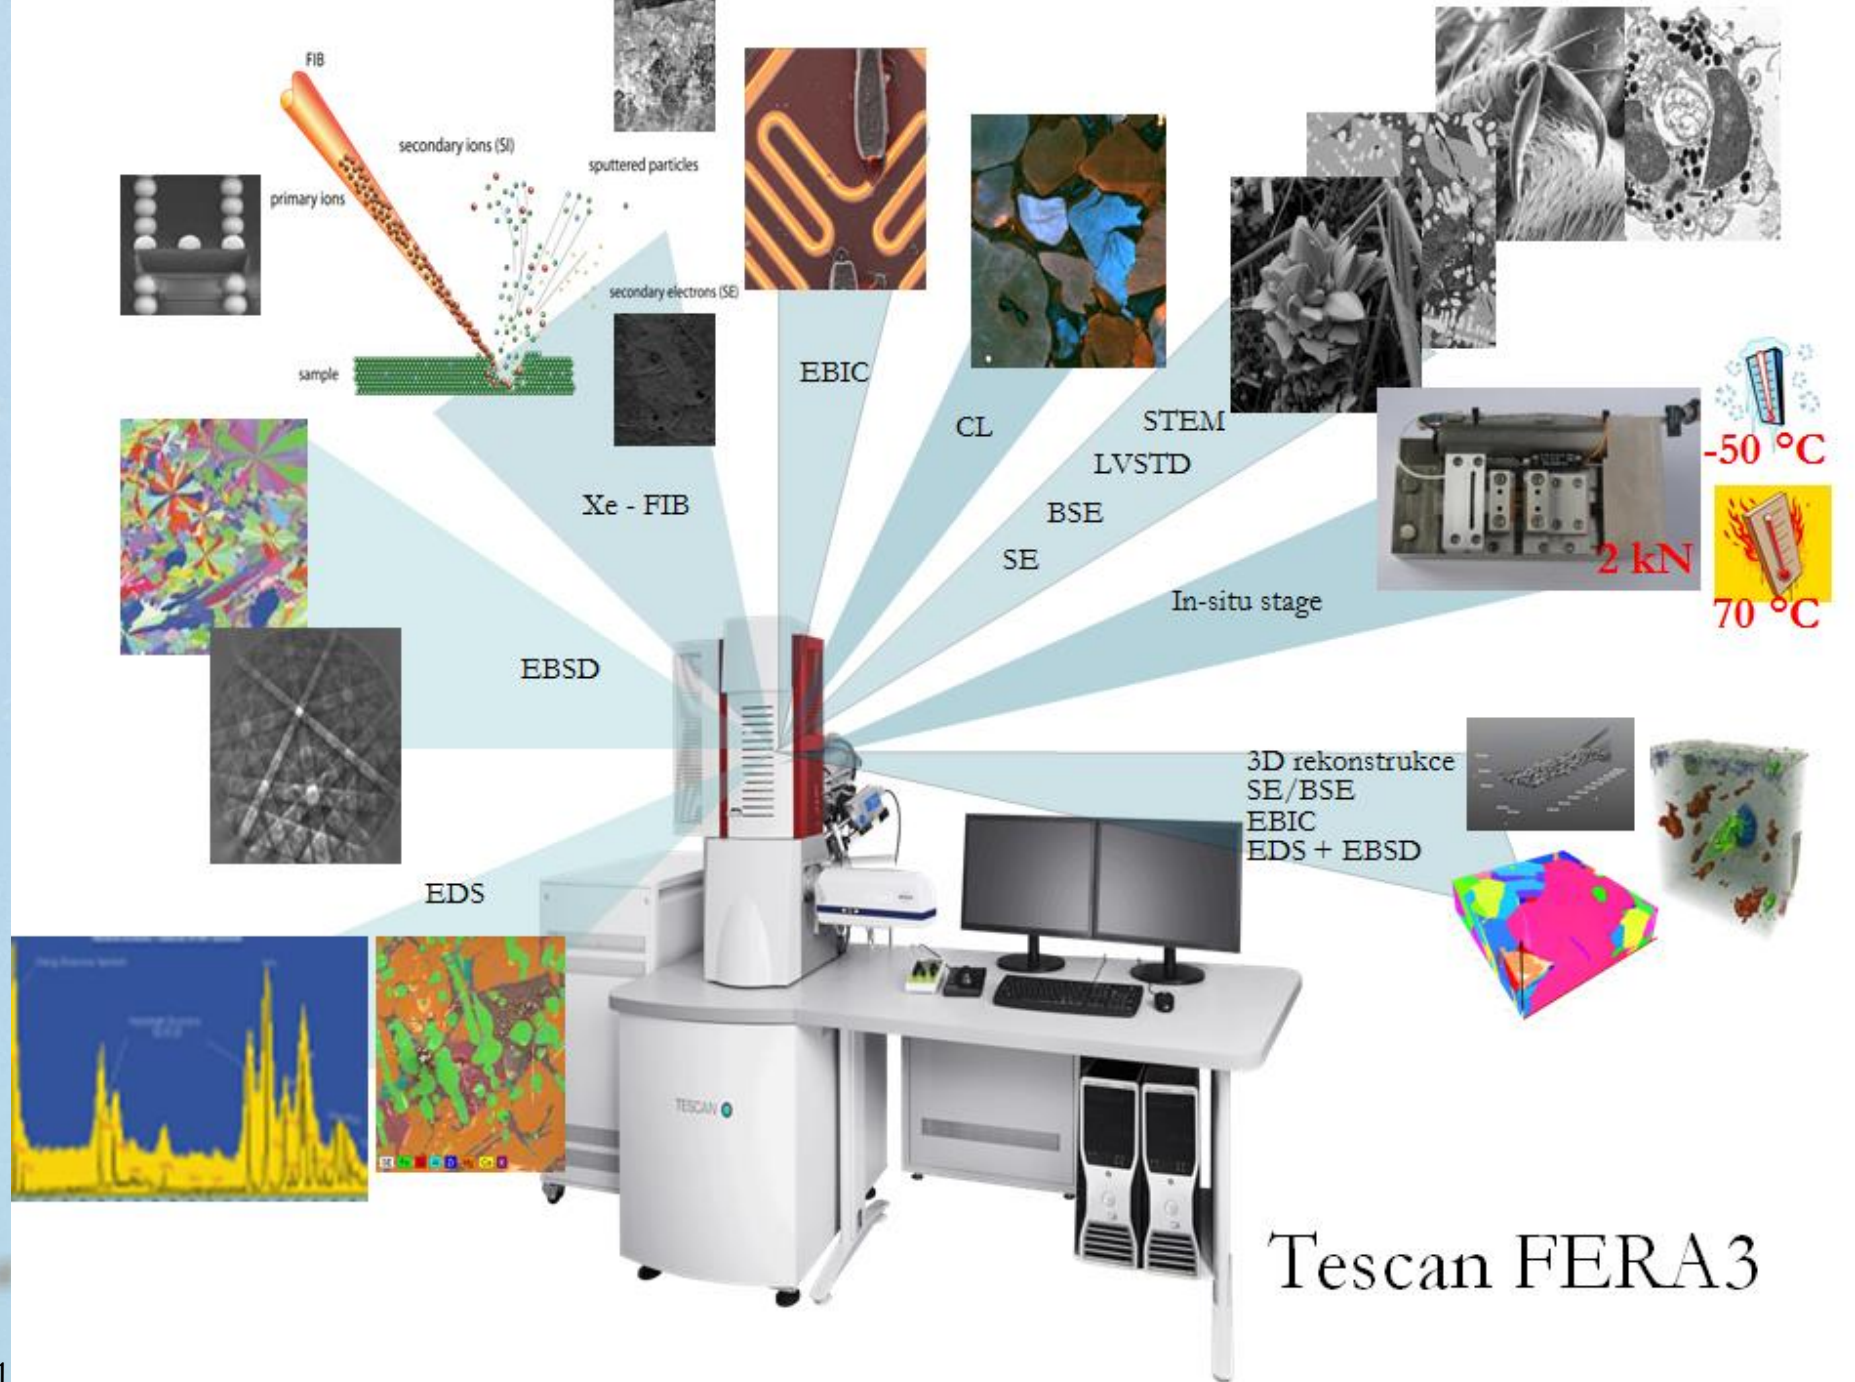 FIB
secondary ions (SI)
sputtered particles
primary ions
secondary electrons (SE)
sample
EBIC
CL
STEM
LVSTD
BSE
SE
Xe - FIB
-50 °C
2 kN
70 °C
In-situ stage
EBSD
3D rekonstrukce
SE/BSE
EBIC
EDS + EBSD
EDS
TESCAN
Tescan FERA3
1